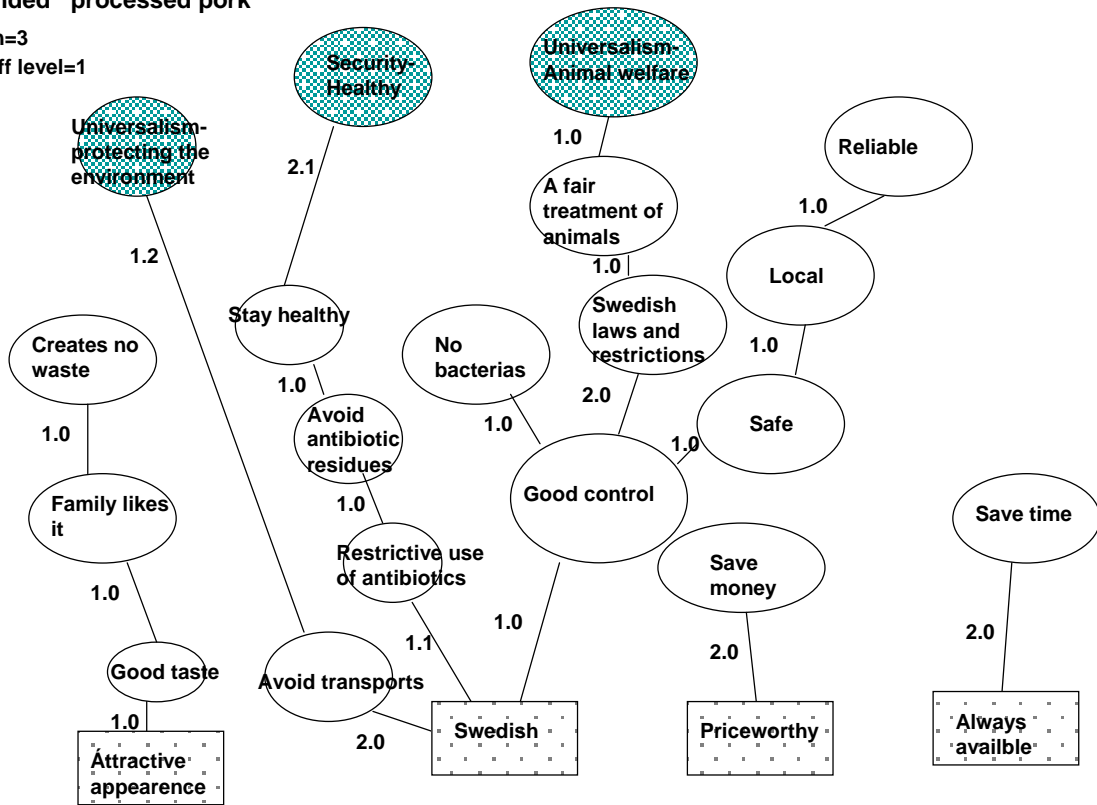 processed pork
=3
level=1
Universalism-
protecting the
environment
Security-
Healthy
Universalism-
Animal welfare
Reliable
1.0
2.1
A fair
treatment of
animals
1.0
1.2
1.0
Local
Stay healthy
Swedish
laws and
restrictions
Creates no
waste
No
bacterias
1.0
1.0
2.0
Avoid
antibiotic
residues
1.0
Safe
1.0
1.0
Family likes
it
1.0
Good control
Save time
Restrictive use
of antibiotics
Save
money
1.0
1.0
1.1
2.0
2.0
Good taste
Avoid transports
1.0
2.0
Áttractive
appearence
Swedish
Priceworthy
Always
availble